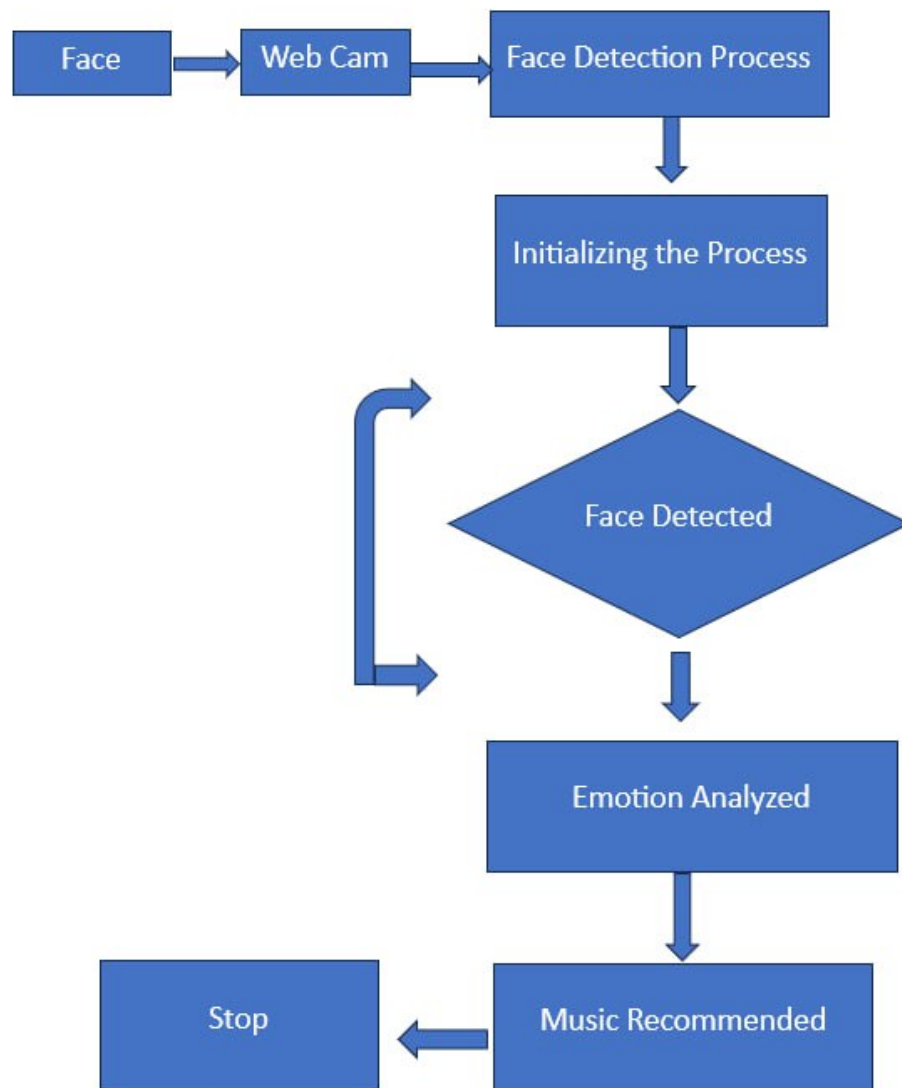 Face
Web Cam
Face Detection Process
Initializing the Process
Face Detected
Emotion Analyzed
Music Recommended
Stop